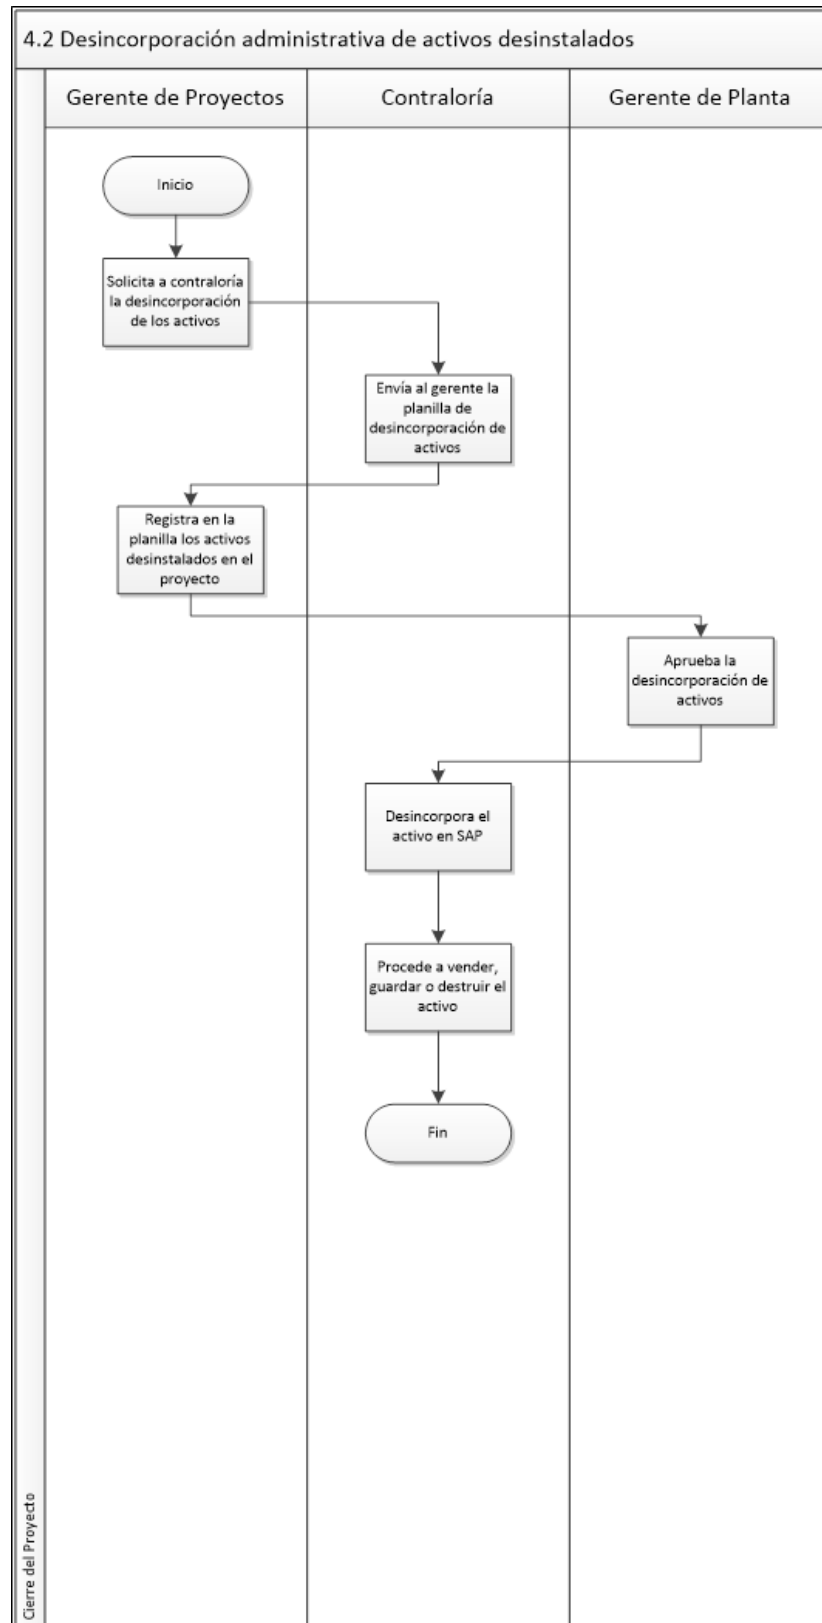 4.2 Desincorporación administrativa de activos desinstalados
Gerente de Proyectos
Contraloría
Gerente de Planta
Inicio
Solicita a contraloría
la desincorporación
de los activos
Envía al gerente la
planilla de
desincorporación de
activos
Registra en la
planilla los activos
desinstalados en el
proyecto
Aprueba la
desincorporación de
activos
Desincorpora el
activo en SAP
Procede a vender,
guardar o destruir el
activo
Fin
Cierre del Proyecto